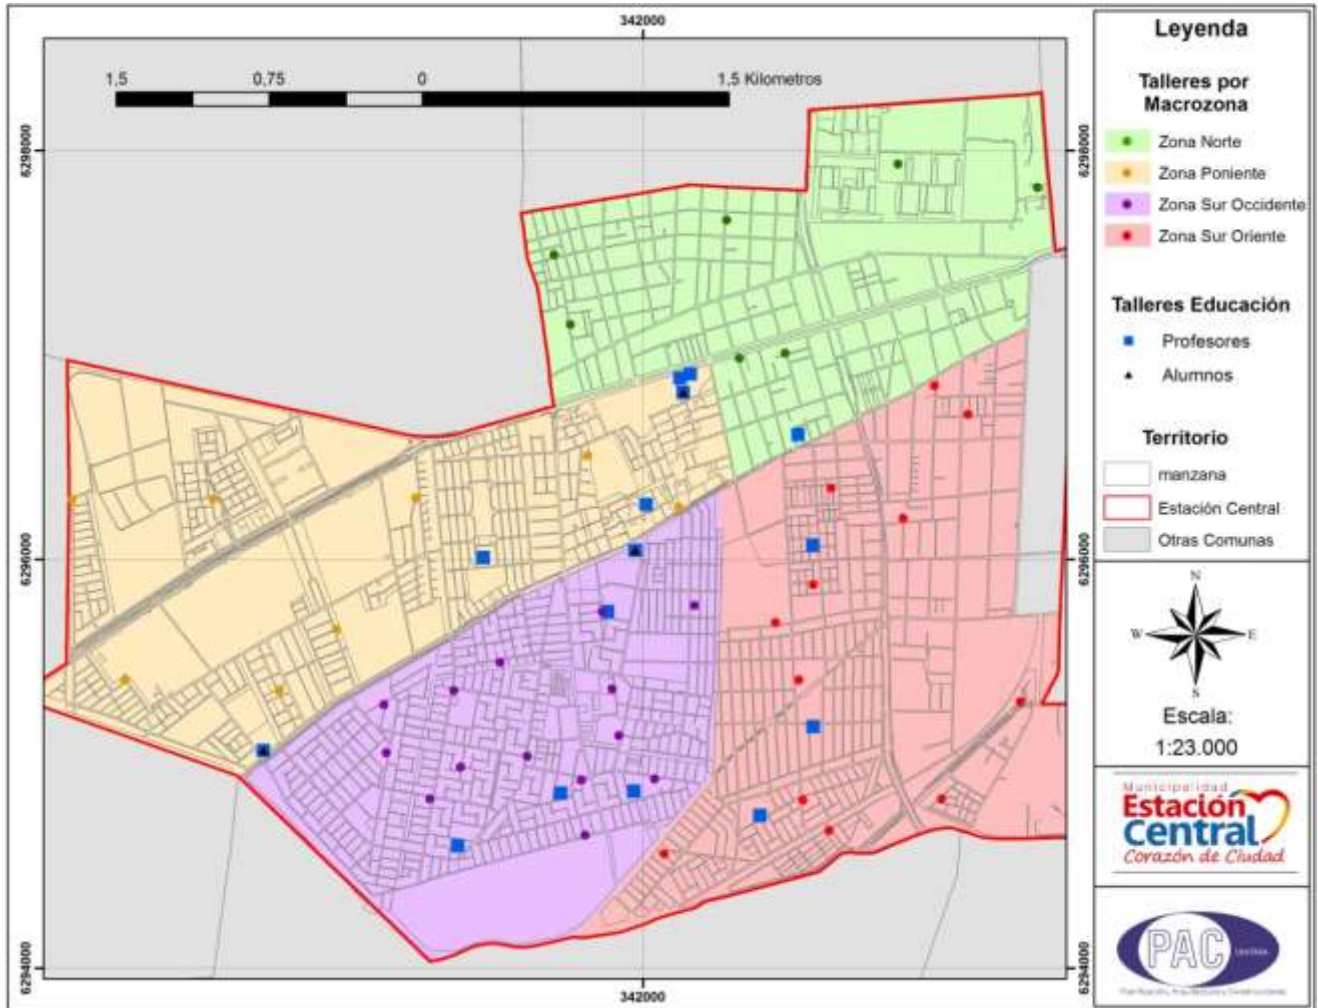 342000
1,5
0,75
0
1,5 Kilometros
6298000
6298000
6296000
6296000
6294000
6294000
342000
Leyenda
Talleres por
Macrozona
Zona Norte
Zona Poniente
Zona Sur Occidente
Zona Sur Oriente
Talleres Educación
Profesores
Alumnos
Territorio
manzana
Estación Central
Otras Comunas
N
W
E
S
Escala:
1:23.000
Municipalidad
Estación
Central
Corazón de Ciudad
PAC